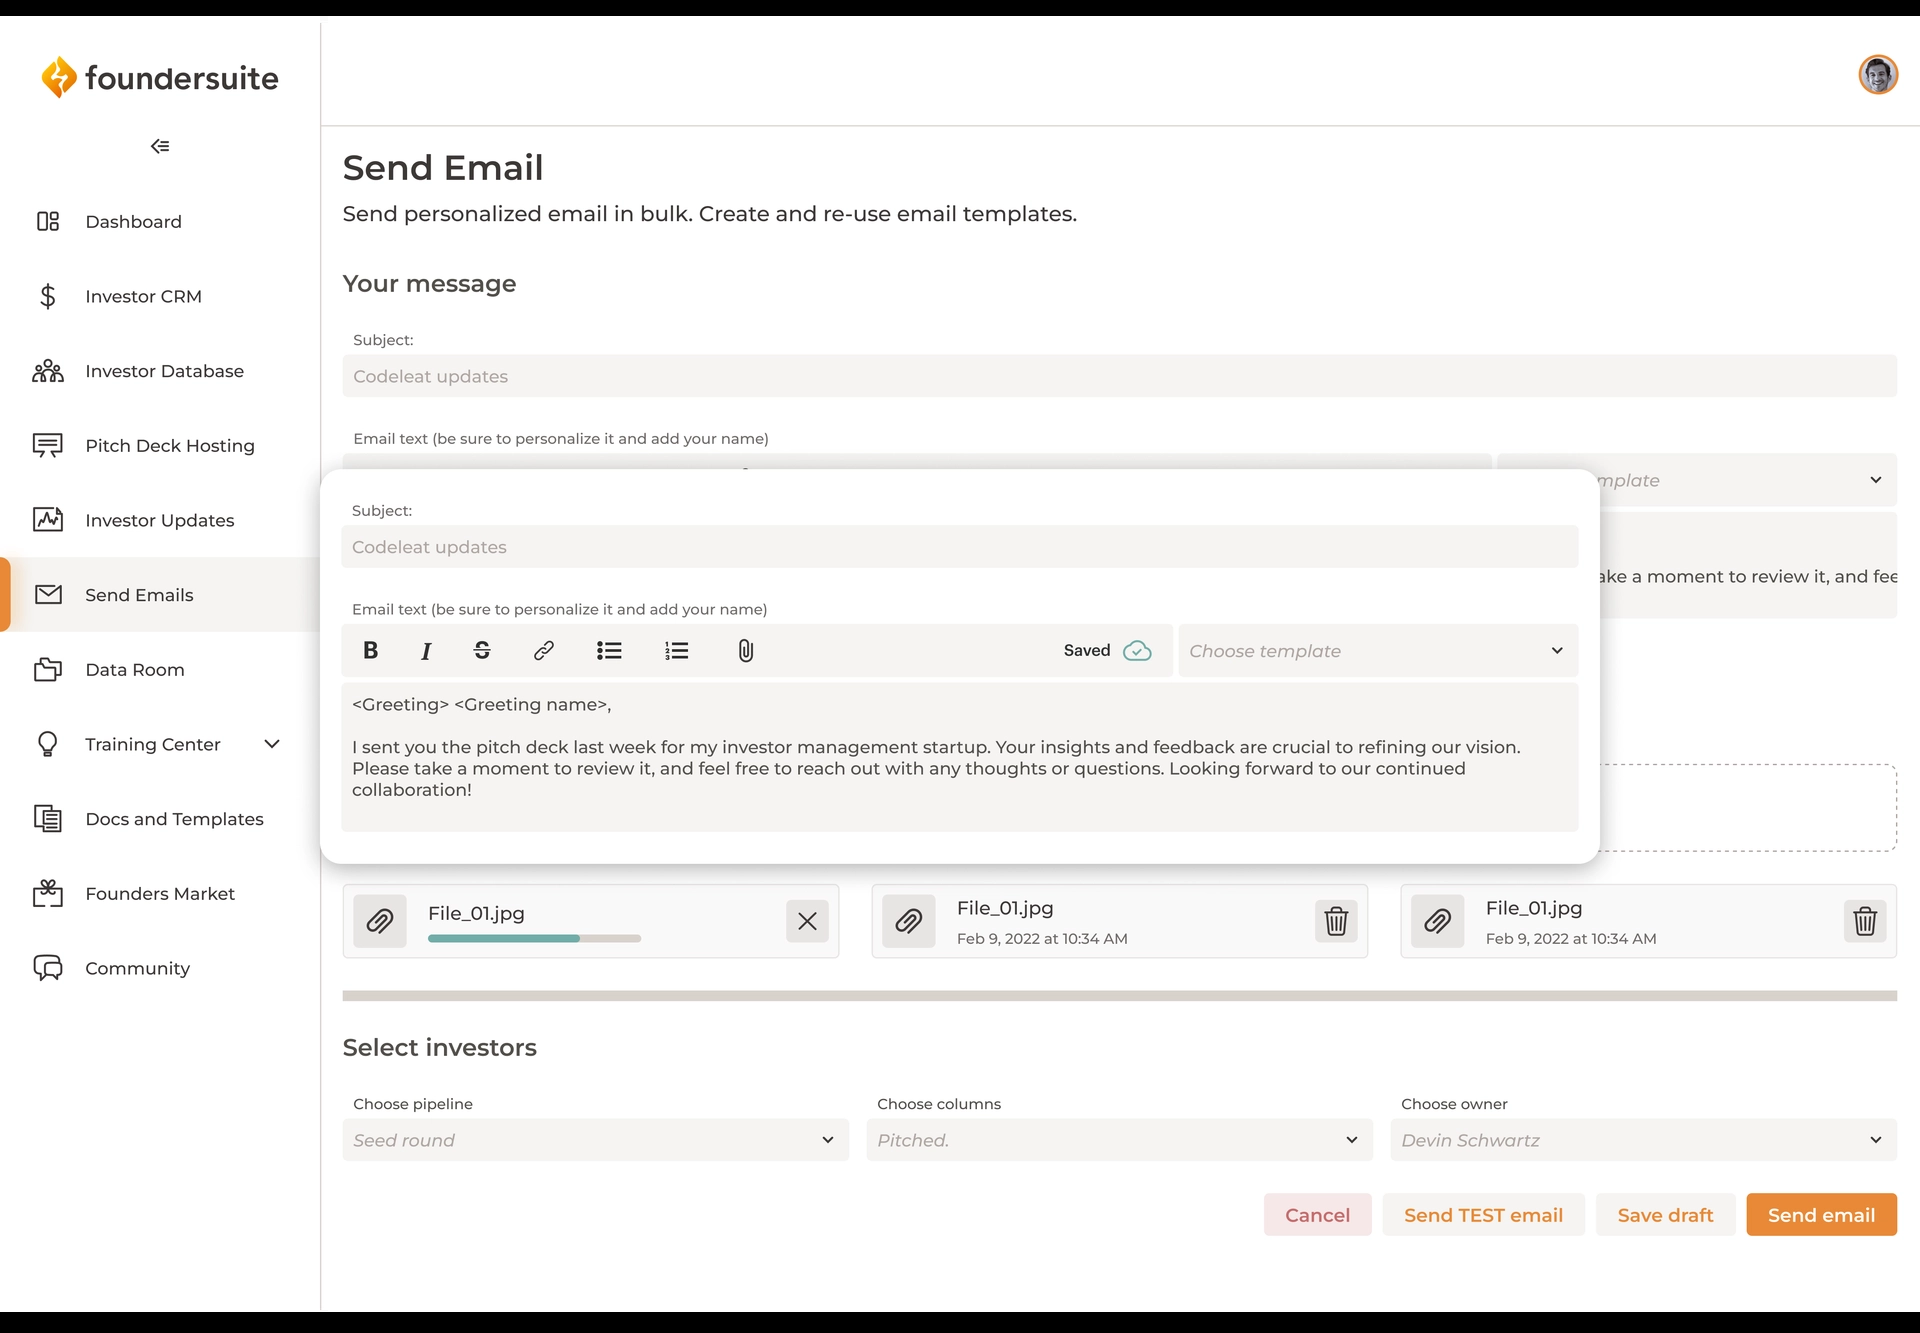 foundersuite
Dashboard
Investor CRM
Investor Database
Pitch Deck Hosting
Investor Updates
Send Emails
Data Room
Training Center
Docs and Templates
Founders Market
Community
Send Email
Send personalized email in bulk. Create and re-use email templates.
Your message
Subject:
Codeleat updates
Email text (be sure to personalize it and add your name)
mplate
ake a moment to review it, and fee
Subject:
Codeleat updates
Email text (be sure to personalize it and add your name)
B I S Saved Choose template
<Greeting> <Greeting name>,
I sent you the pitch deck last week for my investor management startup. Your insights and feedback are crucial to refining our vision.
Please take a moment to review it, and feel free to reach out with any thoughts or questions. Looking forward to our continued
collaboration!
File_01.jpg
File_01.jpg
Feb 9, 2022 at 10:34 AM
File_01.jpg
Feb 9, 2022 at 10:34 AM
Select investors
Choose pipeline
Seed round
Choose columns
Pitched.
Choose owner
Devin Schwartz
Cancel
Send TEST email
Save draft
Send email